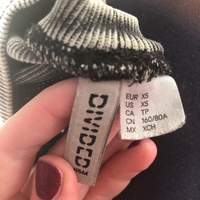 DIVIDED
H&M
EUR XS
US XS
CA TP
CN 160/80A
MX XCH